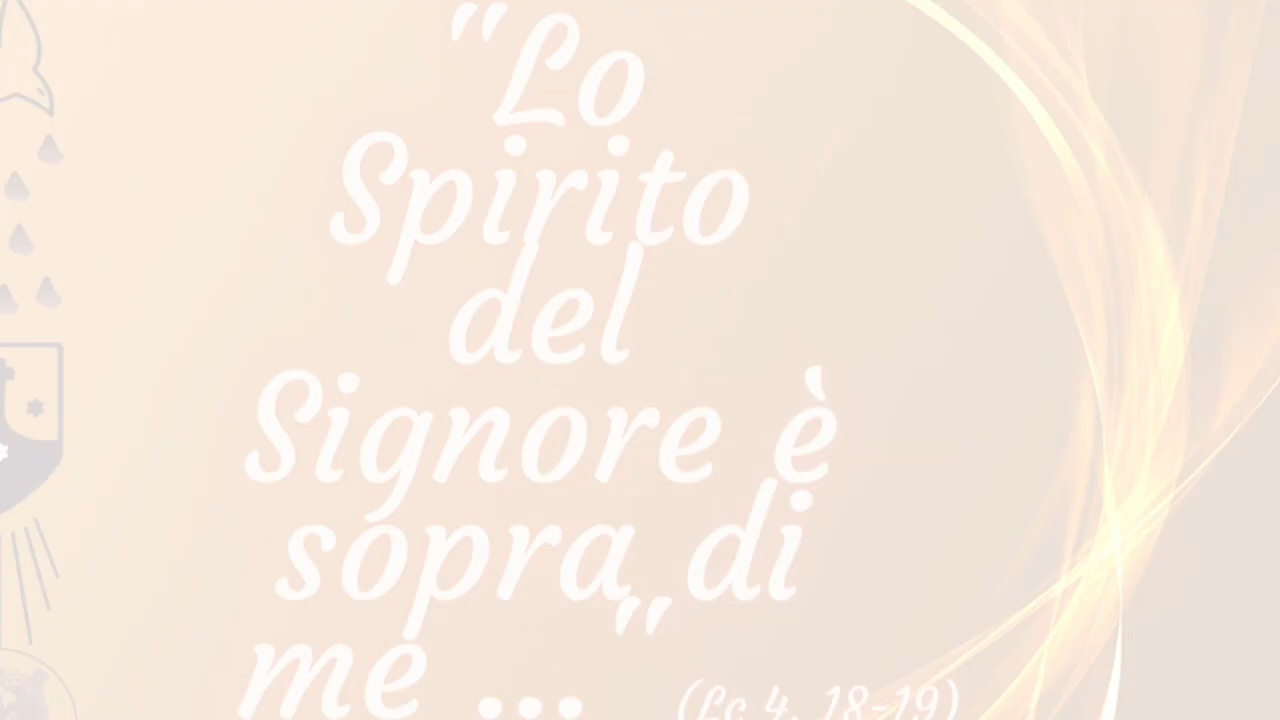 "Lo
Spirito
del
Signore è
sopra di
me ..."
(Lc 4, 18-19)